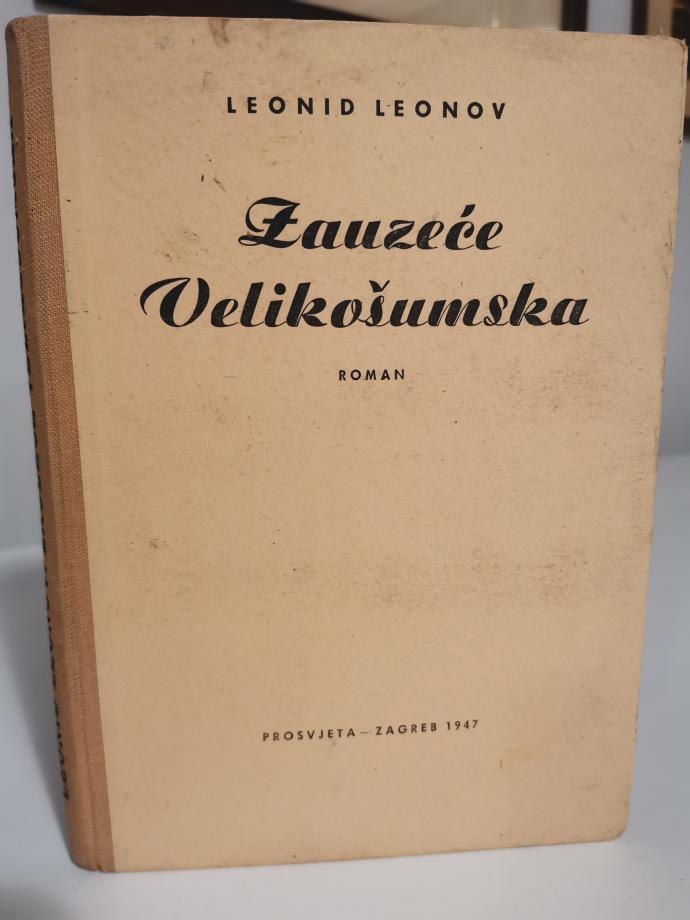 LEONID LEONOV
Zauzeće
Velikošumska
ROMAN
PROSVJETA — ZAGREB 1947